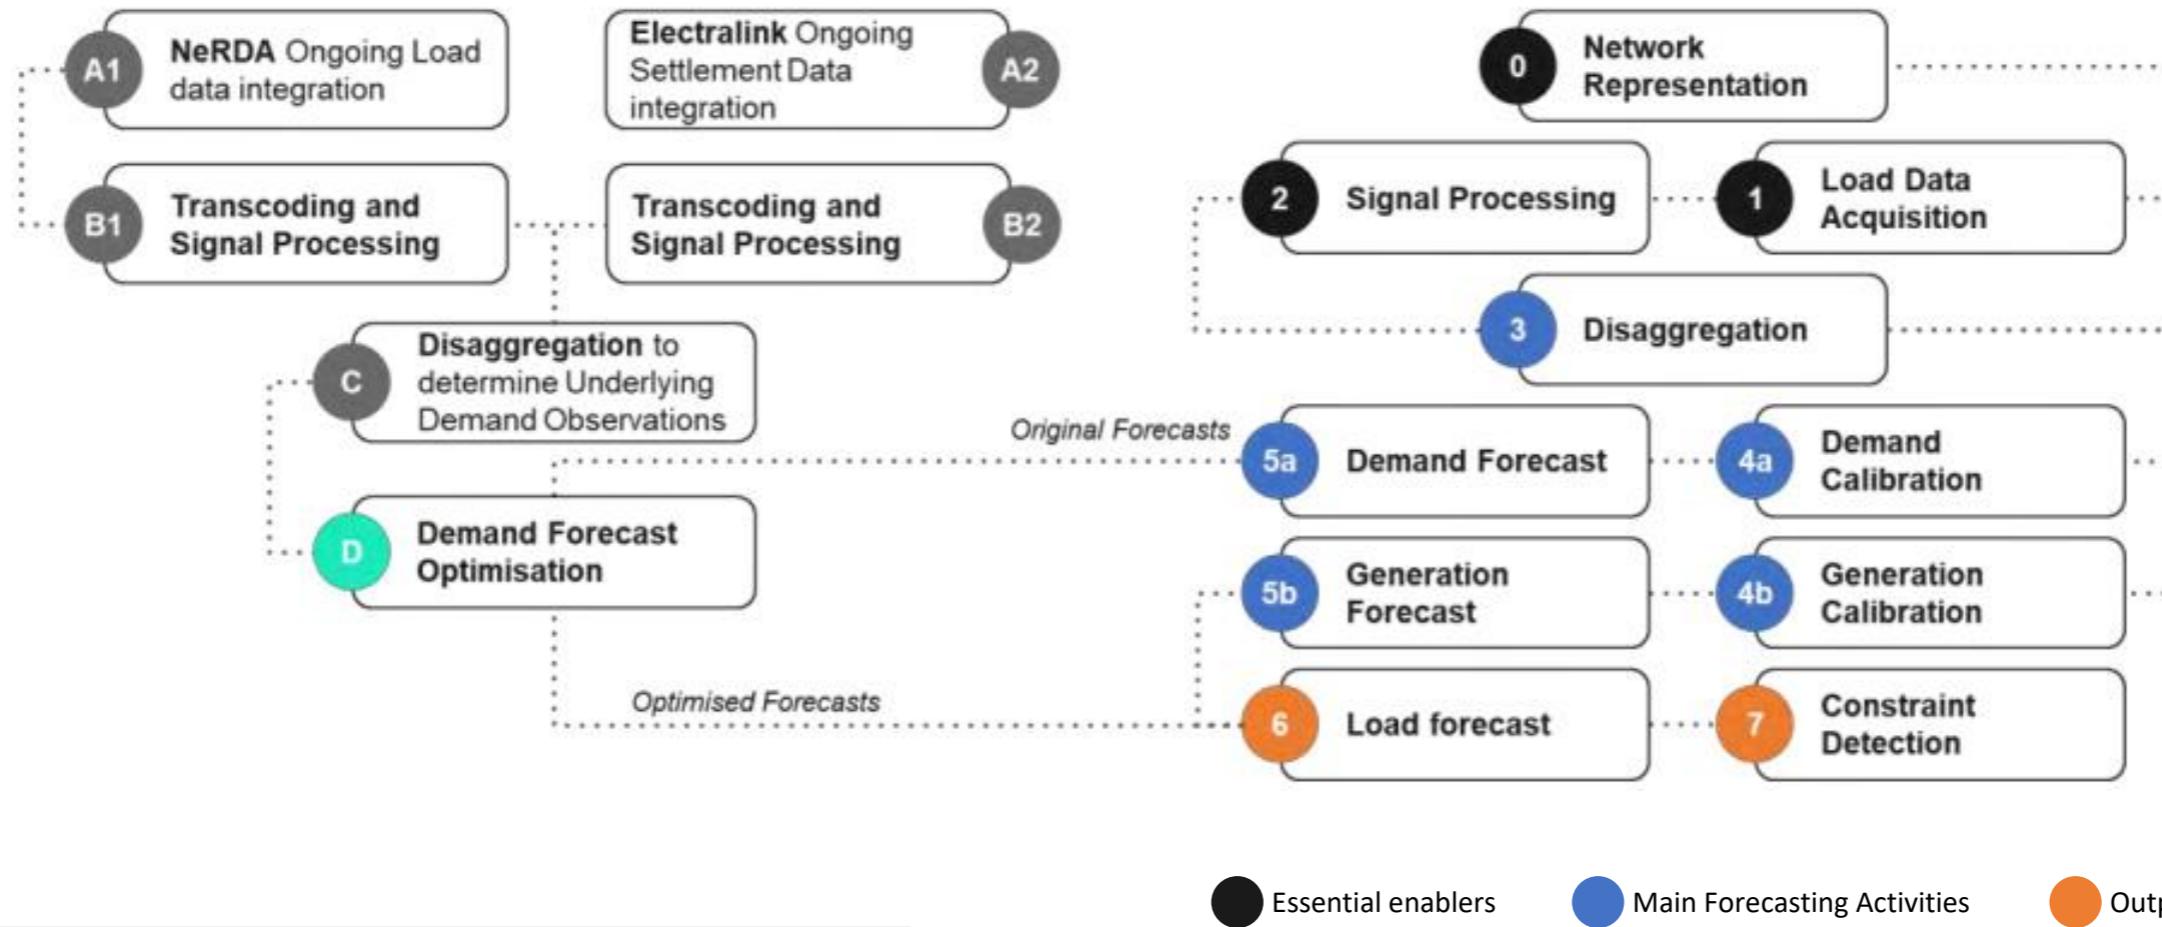 A1
NeRDA Ongoing Load
data integration
Electralink Ongoing
Settlement Data
integration
A2
B1
Transcoding and
Signal Processing
Transcoding and
Signal Processing
B2
C
Disaggregation to
determine Underlying
Demand Observations
D
Demand Forecast
Optimisation
Original Forecasts
Optimised Forecasts
0
Network
Representation
2
Signal Processing
1
Load Data
Acquisition
3
Disaggregation
5a
Demand Forecast
4a
Demand
Calibration
5b
Generation
Forecast
4b
Generation
Calibration
6
Load forecast
7
Constraint
Detection
Essential enablers
Main Forecasting Activities